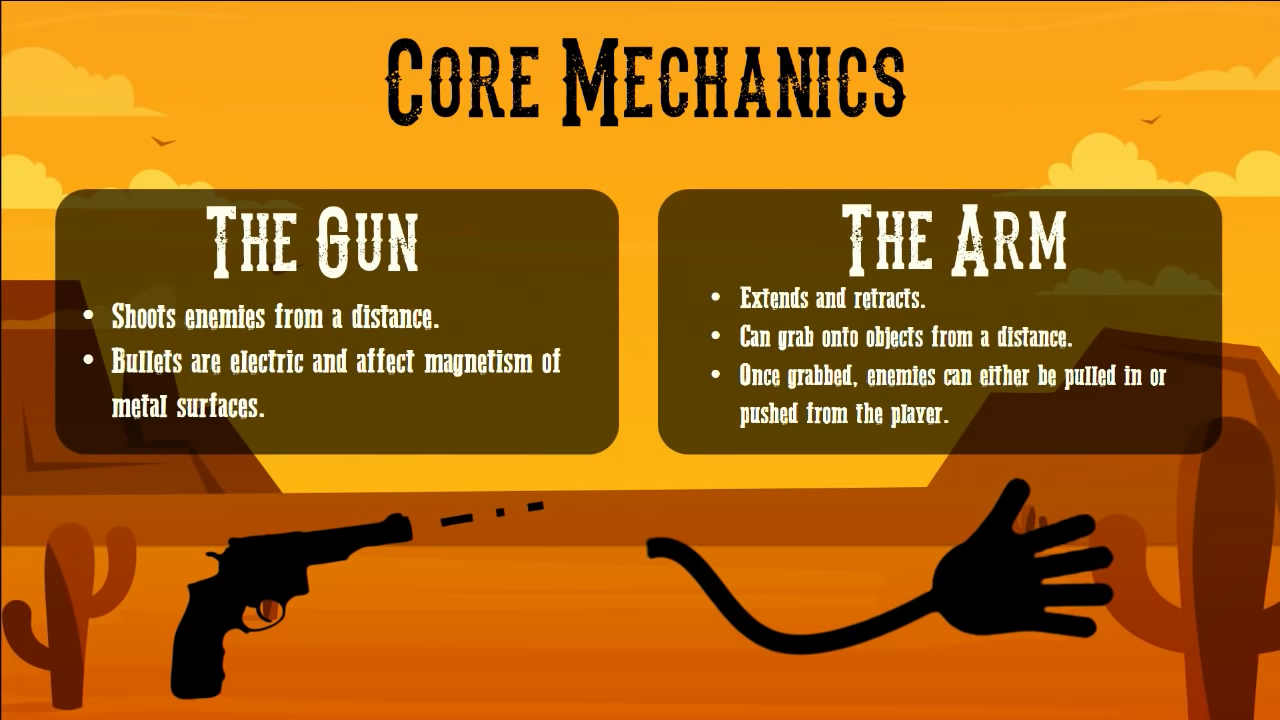 Core Mechanics
The Gun
• Shoots enemies from a distance.
• Bullets are electric and affect magnetism of
metal surfaces.
The Arm
• Extends and retracts.
• Can grab onto objects from a distance.
• Once grabbed, enemies can either be pulled in or
pushed from the player.